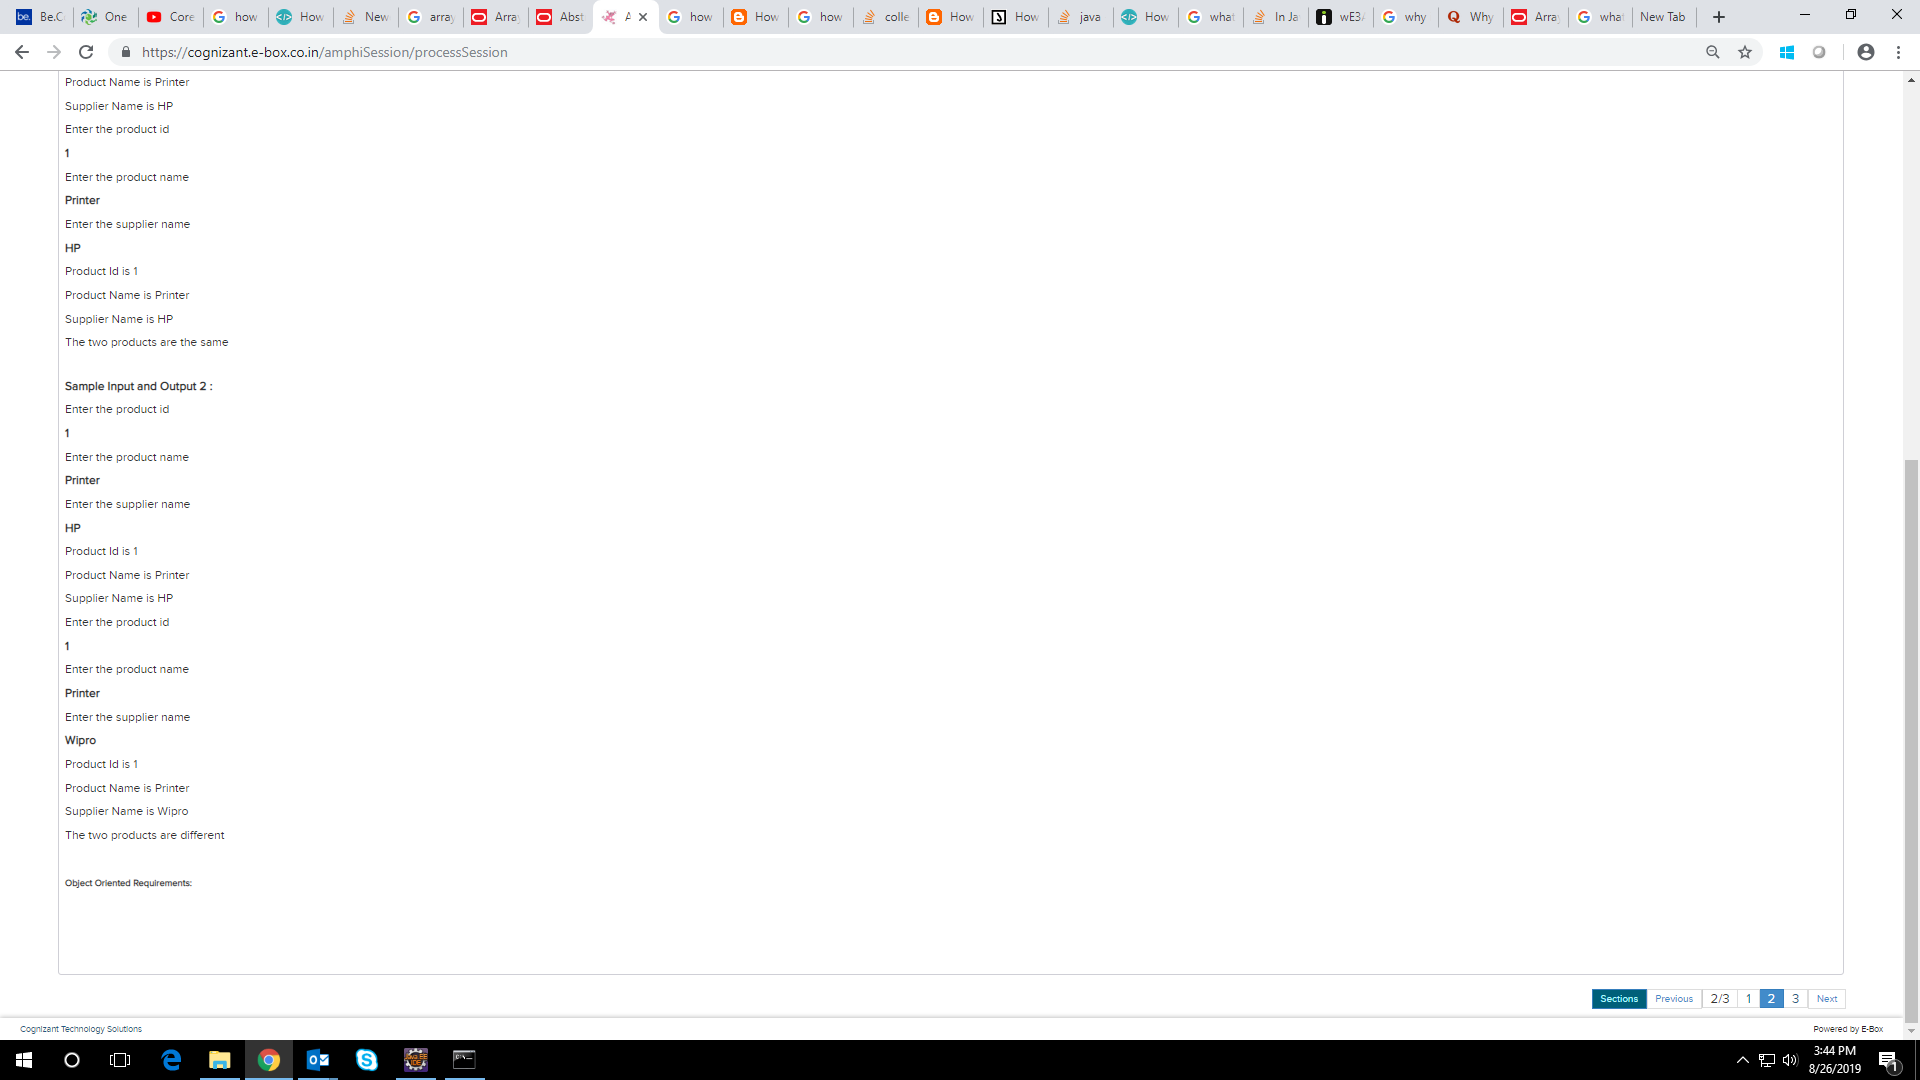 Be.C
One
Core
how
How
New
array
Array
Abst
A
how
How
how
colle
How
How
java
How
what
In Ja
wE3/
why
Why
Array
what
New Tab
https://cognizant.e-box.co.in/amphiSession/processSession
Product Name is Printer
Supplier Name is HP
Enter the product id
1
Enter the product name
Printer
Enter the supplier name
HP
Product Id is 1
Product Name is Printer
Supplier Name is HP
The two products are the same
Sample Input and Output 2 :
Enter the product id
1
Enter the product name
Printer
Enter the supplier name
HP
Product Id is 1
Product Name is Printer
Supplier Name is HP
Enter the product id
1
Enter the product name
Printer
Enter the supplier name
Wipro
Product Id is 1
Product Name is Printer
Supplier Name is Wipro
The two products are different
Object Oriented Requirements:
Sections Previous 2/3 1 2 3 Next
Cognizant Technology Solutions
Powered by E-Box
3:44 PM
8/26/2019
1